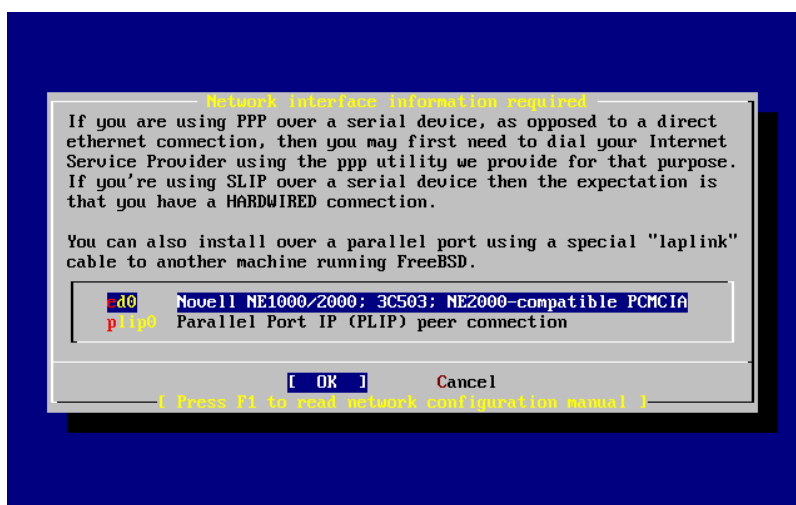 Network interface information required
If you are using PPP over a serial device, as opposed to a direct
ethernet connection, then you may first need to dial your Internet
Service Provider using the ppp utility we provide for that purpose.
If you're using SLIP over a serial device then the expectation is
that you have a HARDWIRED connection.
You can also install over a parallel port using a special "laplink"
cable to another machine running FreeBSD.
ed0 Novell NE1000/2000; 3C503; NE2000-compatible PCMCIA
plip0 Parallel Port IP (PLIP) peer connection
[ OK ] Cancel
[ Press F1 to read network configuration manual ]